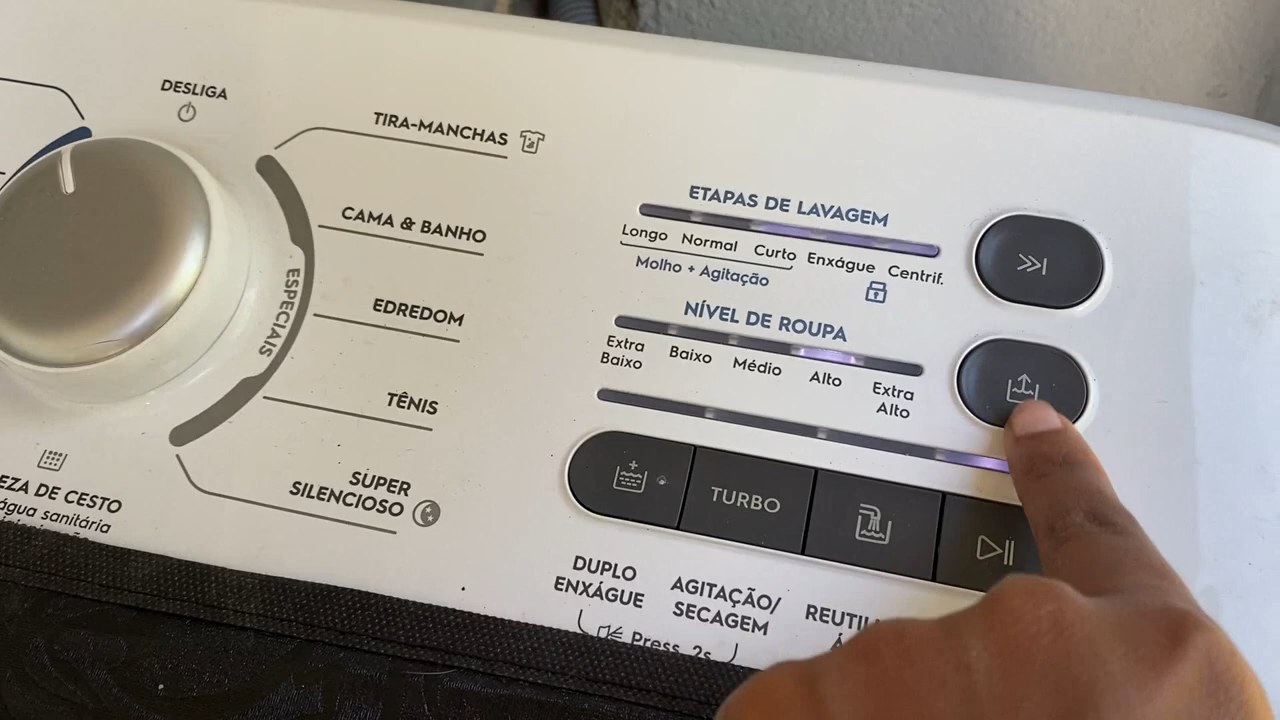 DESLIGA
TIRA-MANCHAS
CAMA & BANHO
EDREDOM
TÊNIS
SUPER
SILENCIOSO
ESPECIAIS
EZA DE CESTO
água sanitária
ETAPAS DE LAVAGEM
Longo Normal Curto Enxágue Centrif.
Molho + Agitação
NÍVEL DE ROUPA
Extra Baixo Médio Alto Extra
Baixo Alto
TURBO
DUPLO
ENXÁGUE
AGITAÇÃO/
SECAGEM
REUTIL
Press. 2s